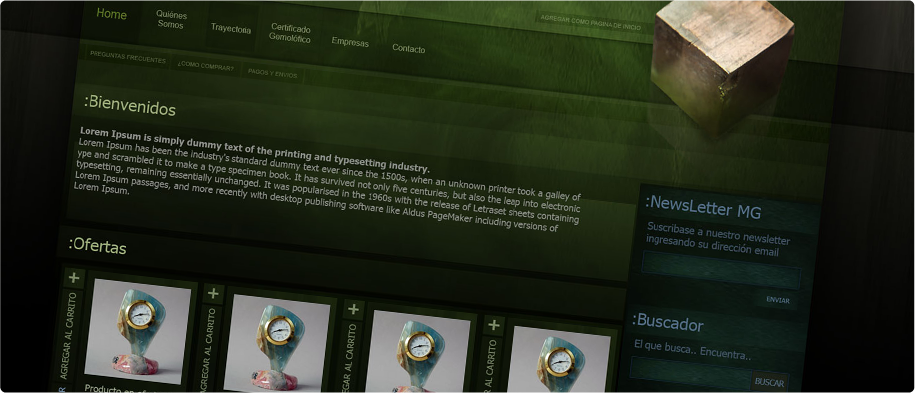 Home
Quiénes
Somos
Trayectoria
Certificado
Gemolófico
Empresas
Contacto
AGREGAR COMO PAGINA DE INICIO
PREGUNTAS FRECUENTES
¿COMO COMPRAR?
PAGOS Y ENVIOS
:Bienvenidos
Lorem Ipsum is simply dummy text of the printing and typesetting industry.
Lorem Ipsum has been the industry's standard dummy text ever since the 1500s, when an unknown printer took a galley of
ype and scrambled it to make a type specimen book. It has survived not only five centuries, but also the leap into electronic
typesetting, remaining essentially unchanged. It was popularised in the 1960s with the release of Letraset sheets containing
Lorem Ipsum passages, and more recently with desktop publishing software like Aldus PageMaker including versions of
Lorem Ipsum.
:NewsLetter MG
Suscribase a nuestro newsletter
ingresando su dirección email
ENVIAR
:Ofertas
+
AGREGAR AL CARRITO
+
AGREGAR AL CARRITO
+
EGAR AL CARRITO
+
AL CARRITO
Producto en
:Buscador
El que busca.. Encuentra..
BUSCAR